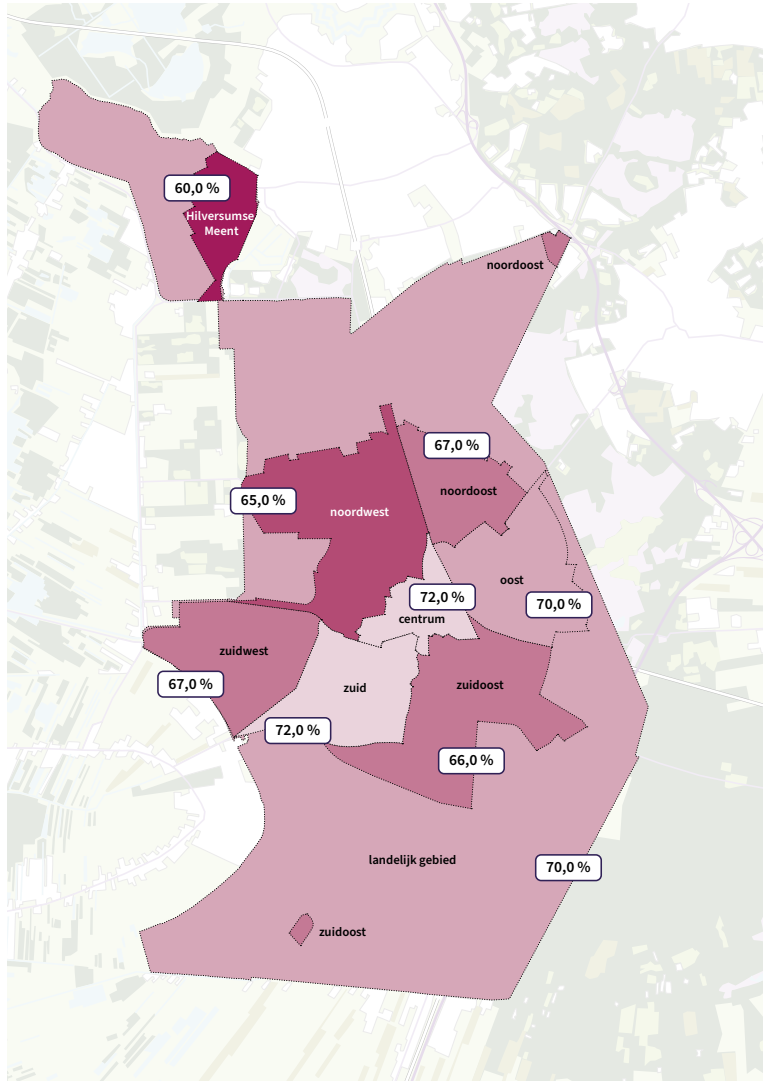 60,0 %
Hilversumse
Meent
noordoost
67,0 %
noordoost
65,0 %
noordwest
oost
72,0 %
70,0 %
centrum
zuidwest
67,0 %
zuid
zuidoost
72,0 %
66,0 %
landelijk gebied
70,0 %
zuidoost